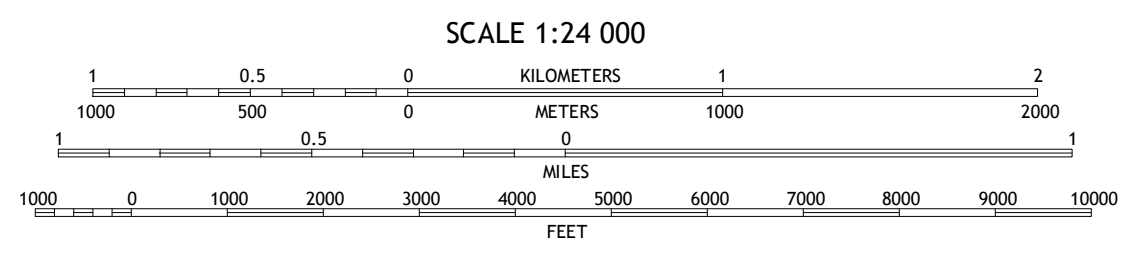 SCALE 1:24 000
1 0.5 0 KILOMETERS 1 2
1000 500 0 METERS 1000 2000
1 0.5 0 1
MILES
1000 0 1000 2000 3000 4000 5000 6000 7000 8000 9000 10000
FEET